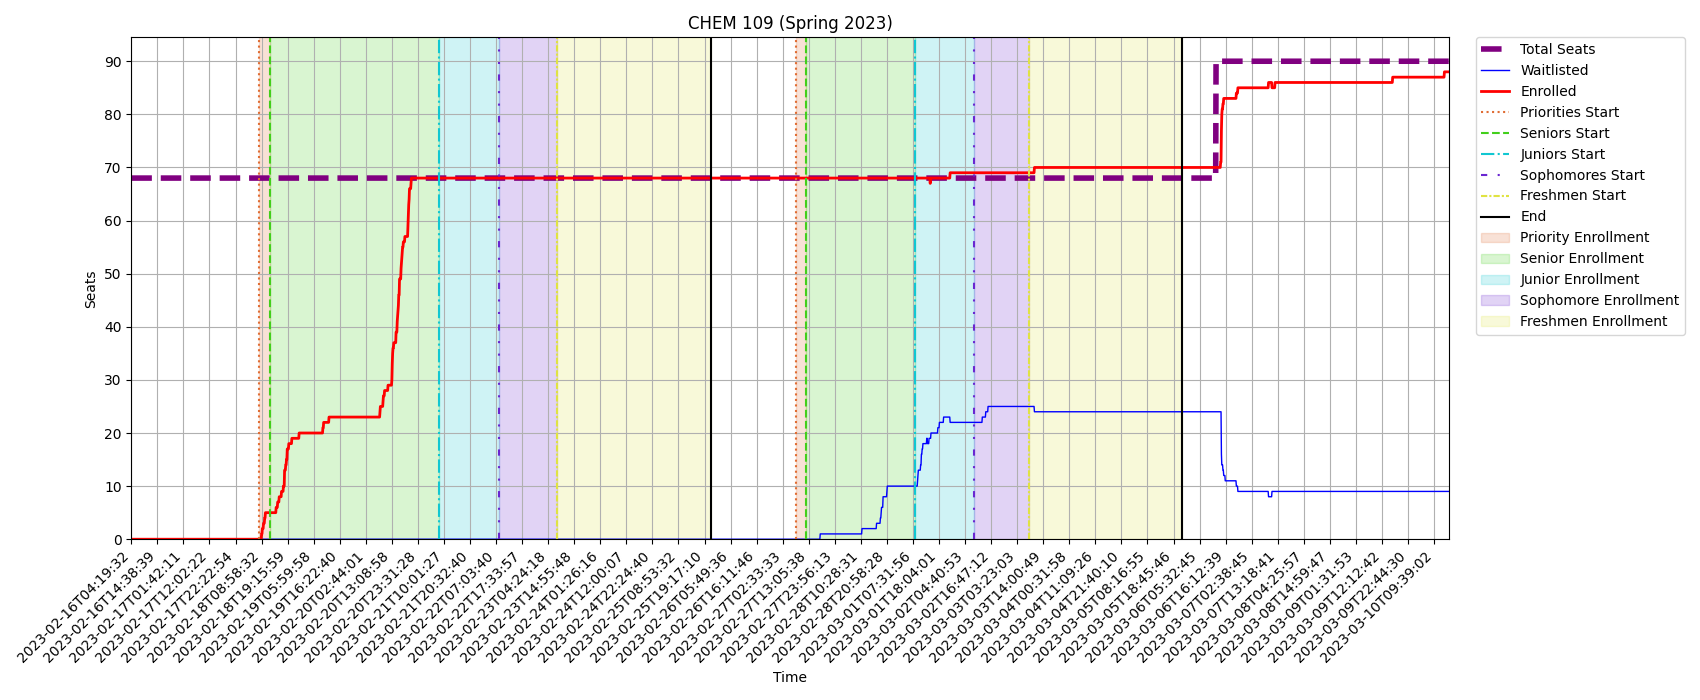 CHEM 109 (Spring 2023)
Seats
90
80
70
60
50
40
30
20
10
0
2023-02-16T04:19:32
2023-02-16T14:38:39
2023-02-17T01:42:11
2023-02-17T12:02:22
2023-02-17T22:22:54
2023-02-18T08:58:32
2023-02-18T19:15:59
2023-02-19T05:59:58
2023-02-19T16:22:40
2023-02-20T02:44:01
2023-02-20T13:08:58
2023-02-20T23:31:28
2023-02-21T10:01:27
2023-02-21T20:32:40
2023-02-22T07:03:40
2023-02-22T17:33:57
2023-02-23T04:24:18
2023-02-23T14:55:48
2023-02-24T01:26:16
2023-02-24T12:00:07
2023-02-24T22:24:40
2023-02-25T08:53:32
2023-02-25T19:17:10
2023-02-26T05:49:36
2023-02-26T16:11:46
2023-02-27T02:33:33
2023-02-27T13:05:38
2023-02-27T23:56:13
2023-02-28T10:28:31
2023-02-28T20:58:28
2023-03-01T07:31:56
2023-03-01T18:04:01
2023-03-02T04:40:53
2023-03-02T16:47:12
2023-03-03T03:23:03
2023-03-03T14:00:49
2023-03-04T00:31:58
2023-03-04T11:09:26
2023-03-04T21:40:10
2023-03-05T08:16:55
2023-03-05T18:45:46
2023-03-06T05:32:45
2023-03-06T16:12:39
2023-03-07T02:38:45
2023-03-07T13:18:41
2023-03-08T04:25:57
2023-03-08T14:59:47
2023-03-09T01:31:53
2023-03-09T12:12:42
2023-03-09T22:44:30
2023-03-10T09:39:02
Time
Total Seats
Waitlisted
Enrolled
Priorities Start
Seniors Start
Juniors Start
Sophomores Start
Freshmen Start
End
Priority Enrollment
Senior Enrollment
Junior Enrollment
Sophomore Enrollment
Freshmen Enrollment